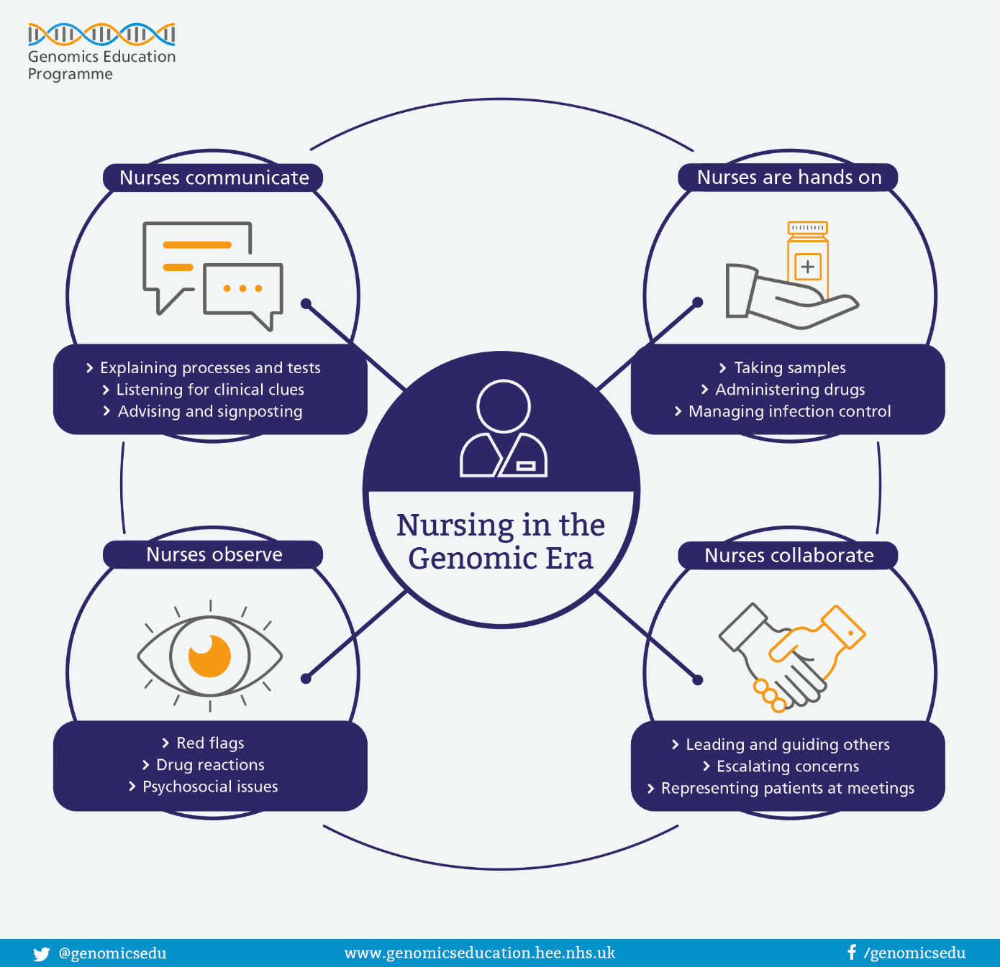 Genomics Education
Programme
Nurses communicate
Explaining processes and tests
Listening for clinical clues
Advising and signposting
Nurses are hands on
Taking samples
Administering drugs
Managing infection control
Nursing in the
Genomic Era
Nurses observe
Red flags
Drug reactions
Psychosocial issues
Nurses collaborate
Leading and guiding others
Escalating concerns
Representing patients at meetings
@genomicsedu
www.genomicseducation.hee.nhs.uk
/genomicsedu